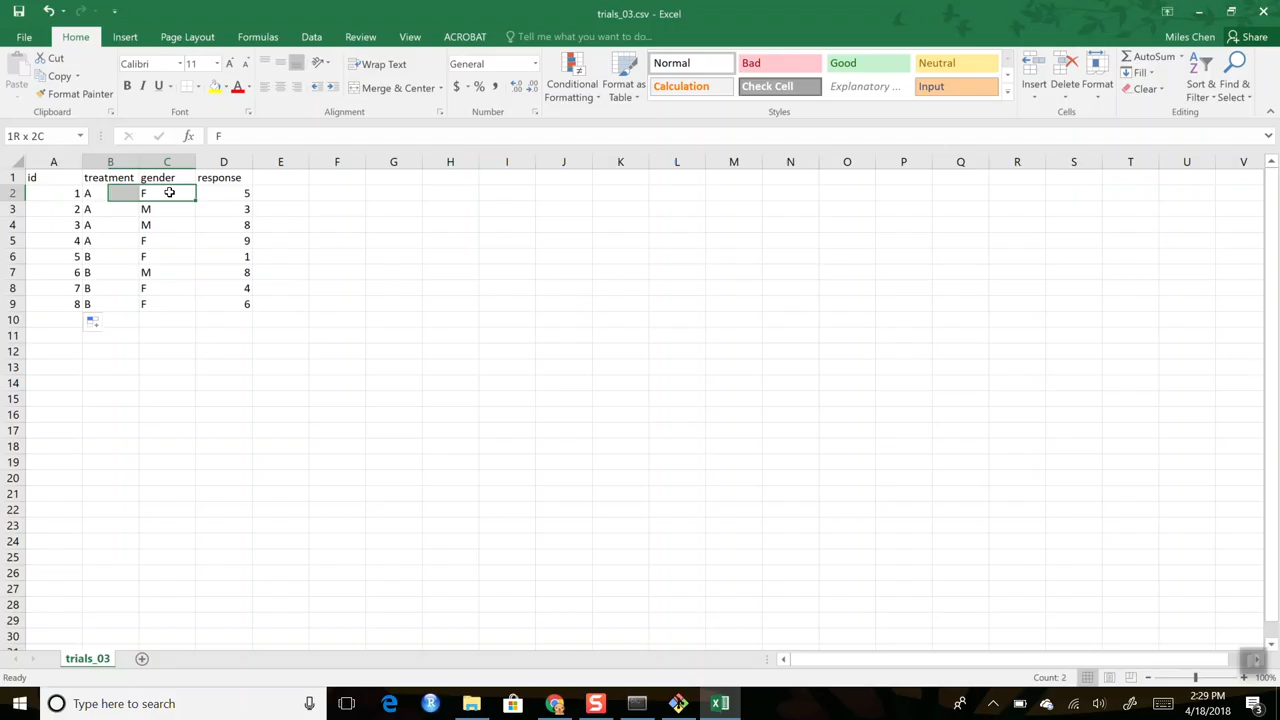 trials_03.csv - Excel
File Home Insert Page Layout Formulas Data Review View ACROBAT Tell me what you want to do... Miles Chen Share
Cut Calibri 11 A A Wrap Text General Normal Bad Good Neutral AutoSum
Copy Fill
Paste Format Painter B I U A Merge & Center $ % , Conditional Formatting Format as Table Calculation Check Cell Explanatory ... Input Insert Delete Format Clear Sort & Filter Find & Select
Clipboard Font Alignment Number Styles Cells Editing
1R x 2C fx F
A B C D E F G H I J K L M N O P Q R S T U V
1 id treatment gender response
2 1 A F 5
3 2 A M 3
4 3 A M 8
5 4 A F 9
6 5 B F 1
7 6 B M 8
8 7 B F 4
9 8 B F 6
10
11
12
13
14
15
16
17
18
19
20
21
22
23
24
25
26
27
28
29
30
trials_03
Ready Count: 2 100%
Type here to search 2:29 PM
4/18/2018